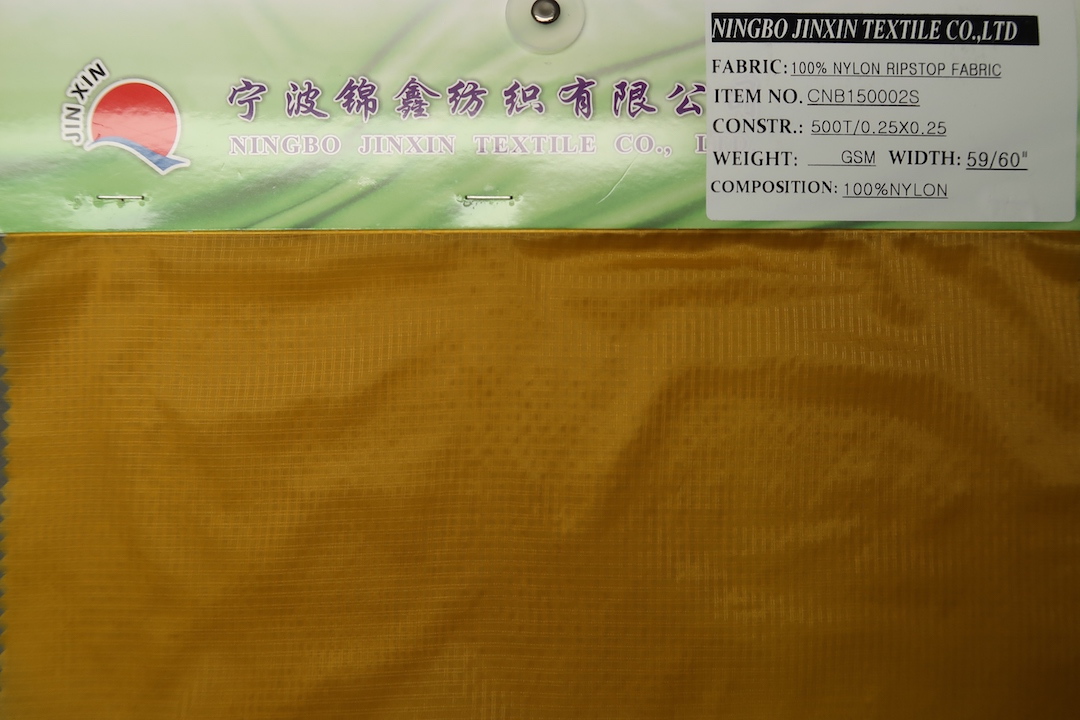 JIN XIN
宁波锦鑫纺织有限公
NINGBO JINXIN TEXTILE CO., L
NINGBO JINXIN TEXTILE CO.,LTD
FABRIC: 100% NYLON RIPSTOP FABRIC
ITEM NO. CNB150002S
CONSTR.: 500T/0.25X0.25
WEIGHT: ___GSM WIDTH: 59/60"
COMPOSITION: 100%NYLON